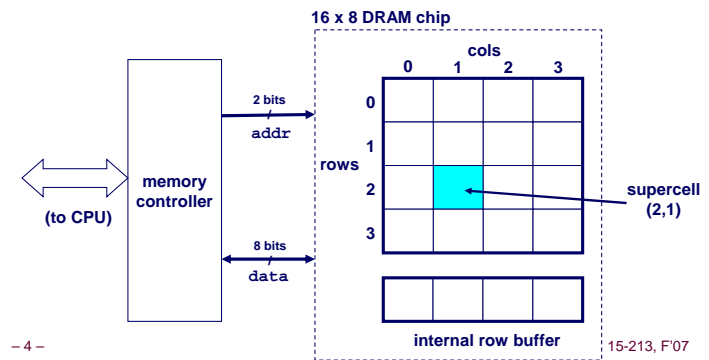 16 x 8 DRAM chip
cols
0 1 2 3
0
1
2
3
rows
2 bits
addr
memory
controller
(to CPU)
supercell
(2,1)
8 bits
data
internal row buffer
– 4 –
15-213, F'07